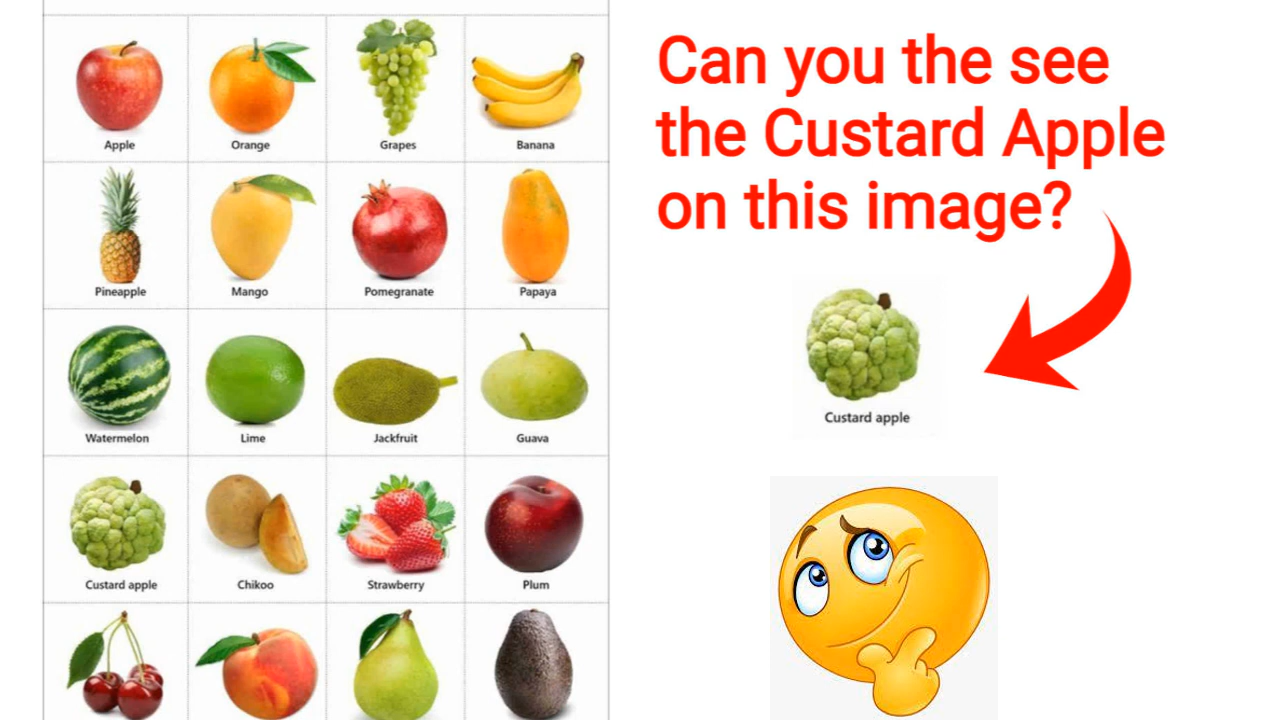 Apple
Orange
Grapes
Banana
Pineapple
Mango
Pomegranate
Papaya
Watermelon
Lime
Jackfruit
Guava
Custard apple
Chikoo
Strawberry
Plum
Can you the see
the Custard Apple
on this image?
Custard apple